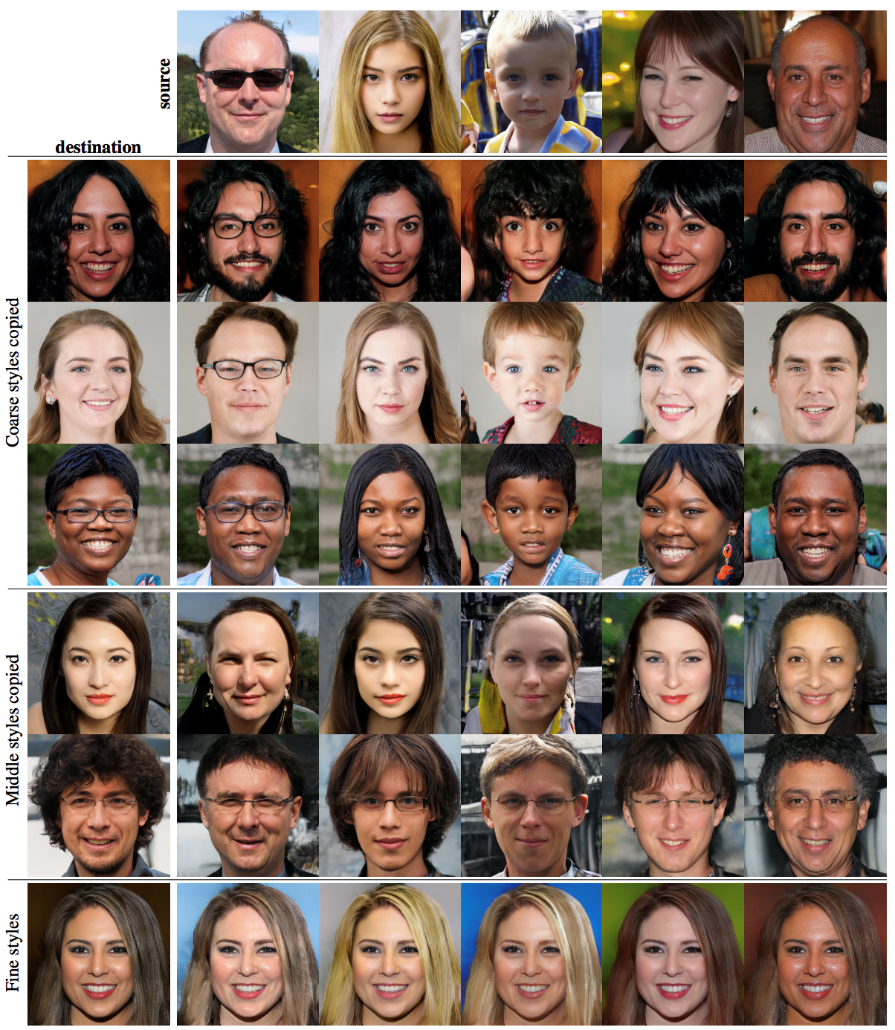 source
destination
Coarse styles copied
Middle styles copied
Fine styles